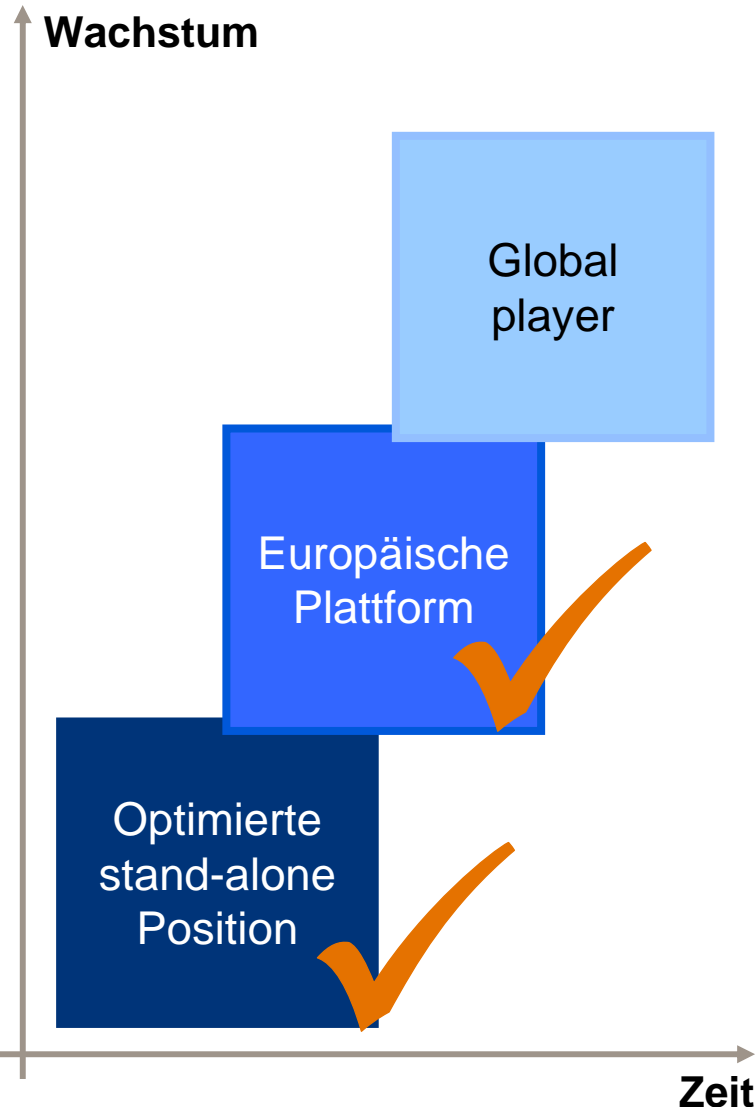 Wachstum
Global
player
Europäische
Plattform
Optimierte
stand-alone
Position
Zeit